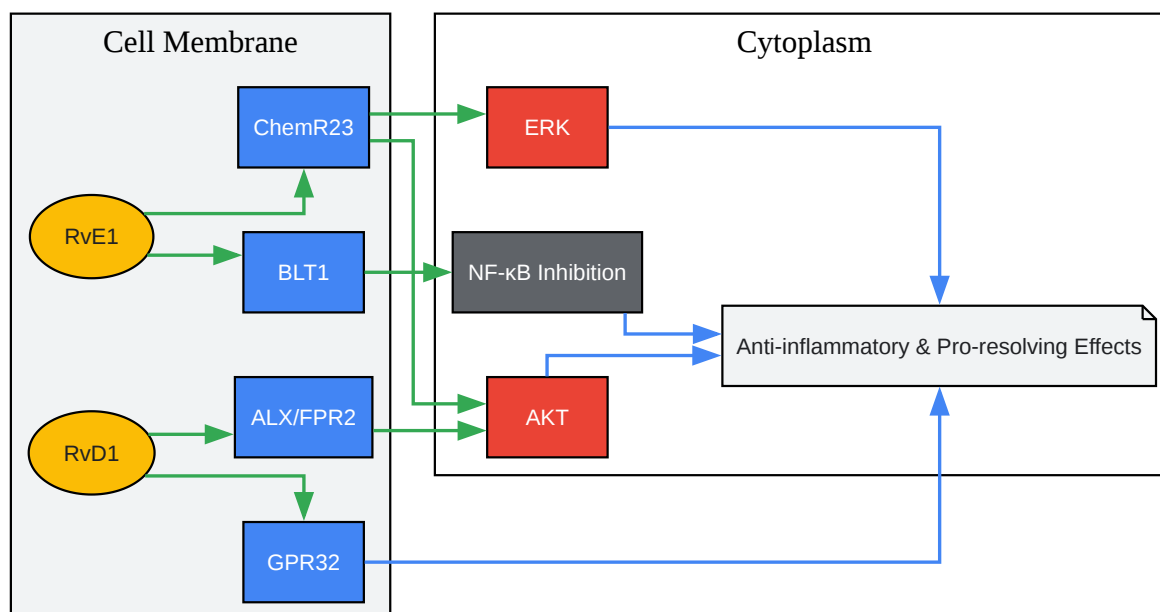 Cell Membrane
Cytoplasm
ChemR23
ERK
RvE1
BLT1
NF-κB Inhibition
Anti-inflammatory & Pro-resolving Effects
ALX/FPR2
AKT
RvD1
GPR32